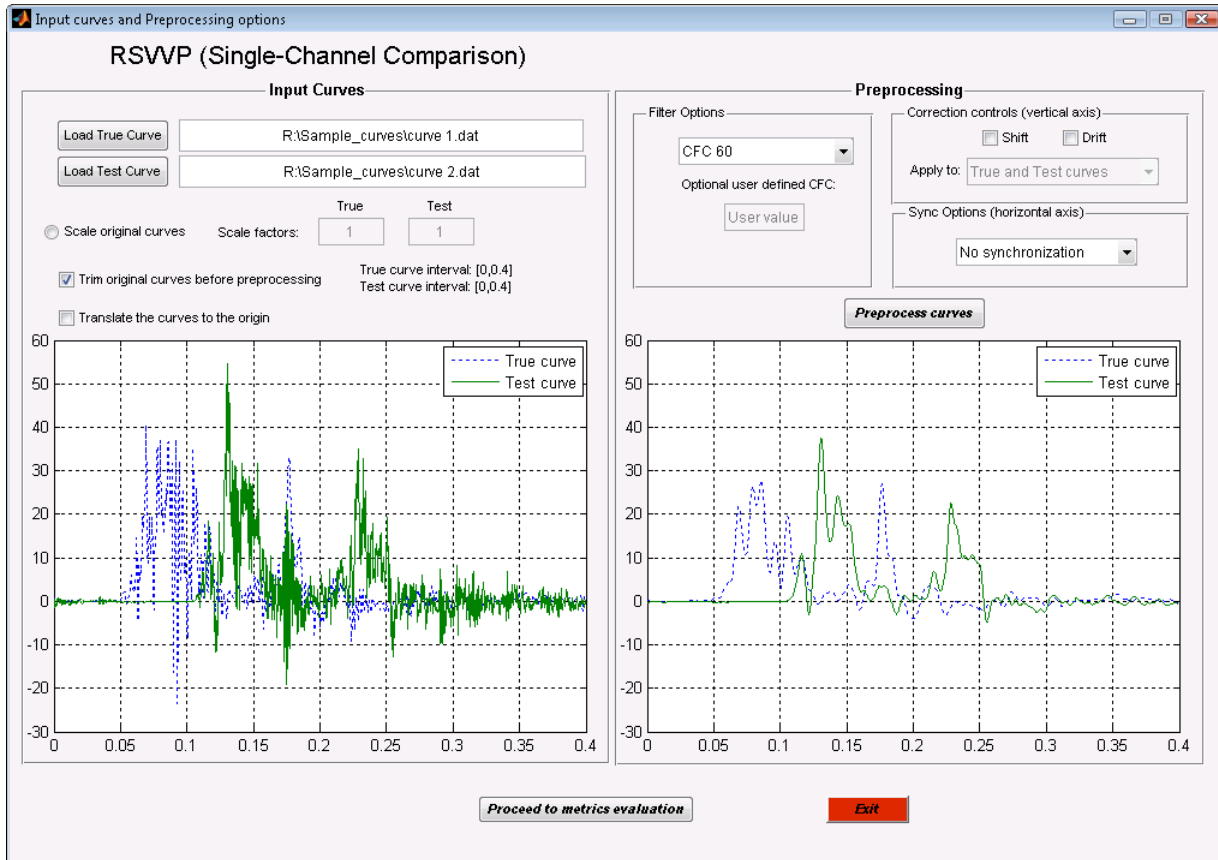 Input curves and Preprocessing options
RSVVP (Single-Channel Comparison)
Input Curves
Load True Curve
R:\Sample_curves\curve 1.dat
Load Test Curve
R:\Sample_curves\curve 2.dat
True
Test
Scale original curves
Scale factors:
1
1
Trim original curves before preprocessing
True curve interval: [0,0.4]
Test curve interval: [0,0.4]
Translate the curves to the origin
60
50
40
30
20
10
0
-10
-20
-30
0
0.05
0.1
0.15
0.2
0.25
0.3
0.35
0.4
True curve
Test curve
Preprocessing
Filter Options
CFC 60
Optional user defined CFC:
User value
Correction controls (vertical axis)
Shift
Drift
Apply to:
True and Test curves
Sync Options (horizontal axis)
No synchronization
Preprocess curves
60
50
40
30
20
10
0
-10
-20
-30
0
0.05
0.1
0.15
0.2
0.25
0.3
0.35
0.4
True curve
Test curve
Proceed to metrics evaluation
Exit